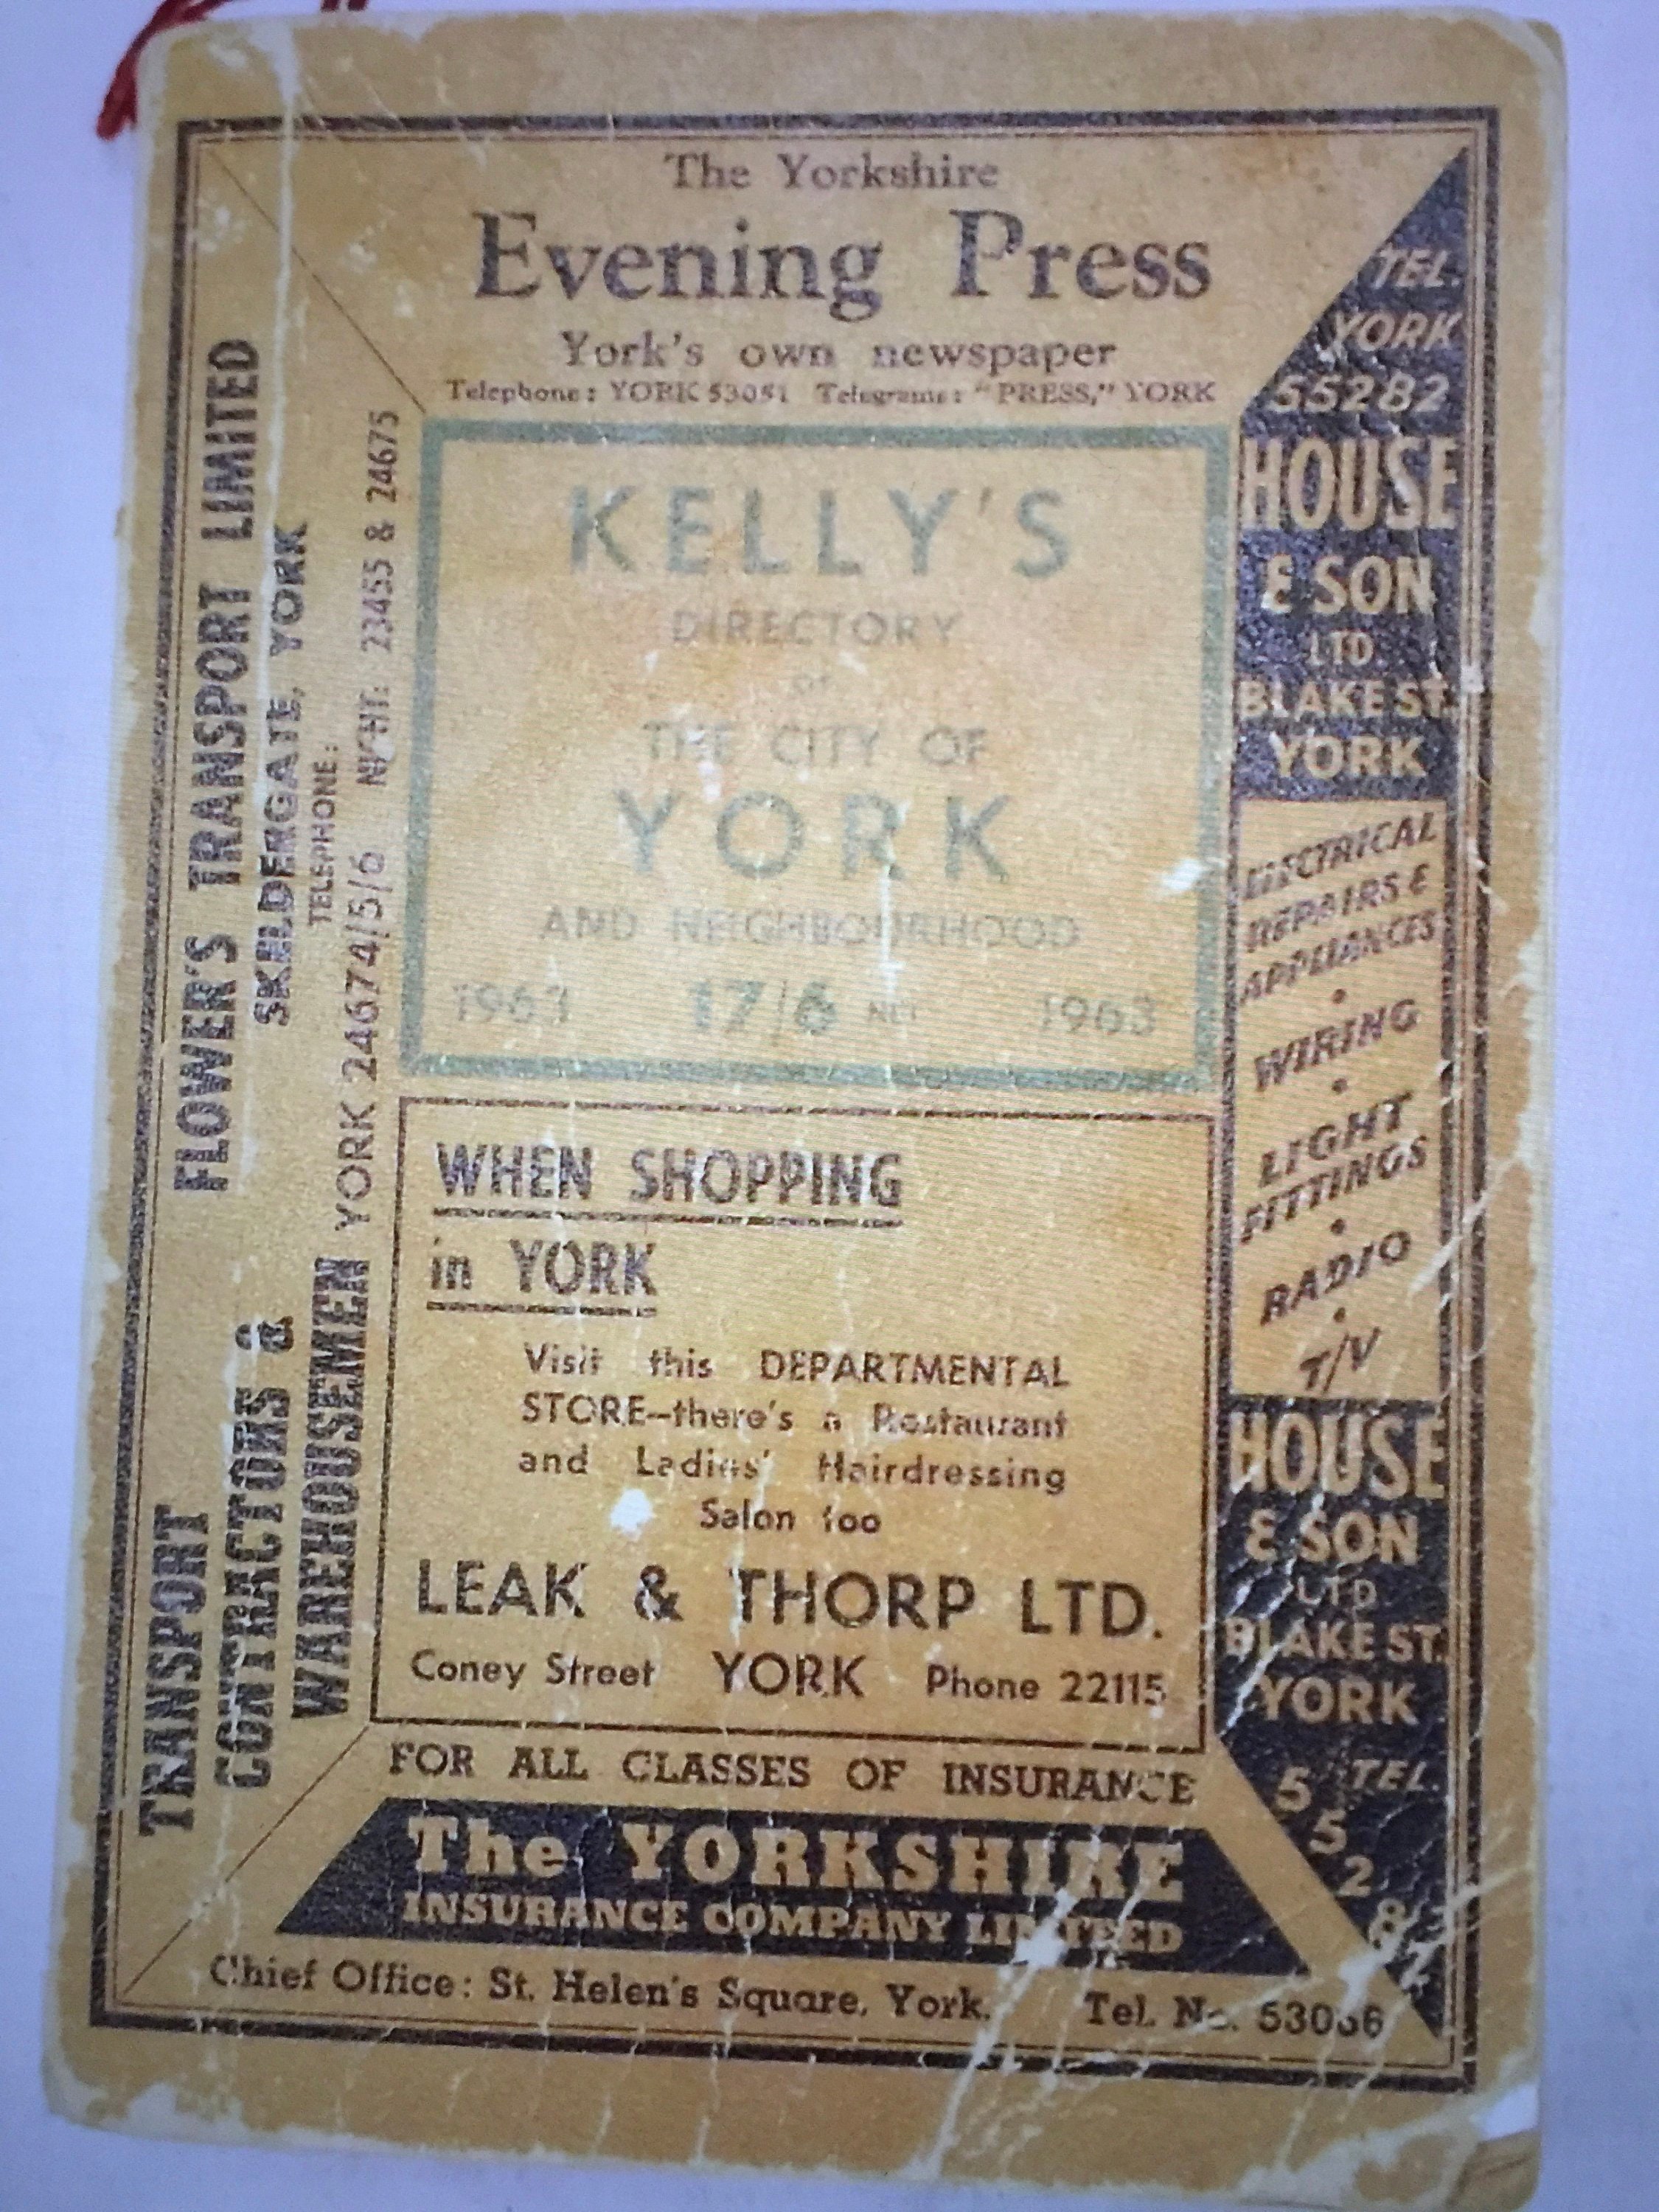 The Yorkshire
Evening Press
York's own newspaper
Telephone: YORK 53051 Telegrams: "PRESS," YORK
FLOWER'S TRANSPORT LIMITED
SKELDERGATE, YORK
TELEPHONE:
YORK 24674/5/6 NIGHT: 23455 & 24675
TRANSPORT
CONTRACTORS &
WAREHOUSEMEN
KELLY'S
DIRECTORY
OF
THE CITY OF
YORK
AND NEIGHBOURHOOD
1963 17/6 NET 1963
WHEN SHOPPING
in YORK
Visit this DEPARTMENTAL
STORE—there's a Restaurant
and Ladies' Hairdressing
Salon too
LEAK & THORP LTD.
Coney Street YORK Phone 22115
TEL.
YORK
55282
HOUSE
& SON
LTD.
BLAKE ST.
YORK
ELECTRICAL
REPAIRS &
APPLIANCES
•
WIRING
•
LIGHT
FITTINGS
•
RADIO
•
T/V
HOUSE
& SON
LTD
BLAKE ST.
YORK
TEL.
55282
FOR ALL CLASSES OF INSURANCE
The YORKSHIRE
INSURANCE COMPANY LIMITED
Chief Office: St. Helen's Square, York. Tel. No.